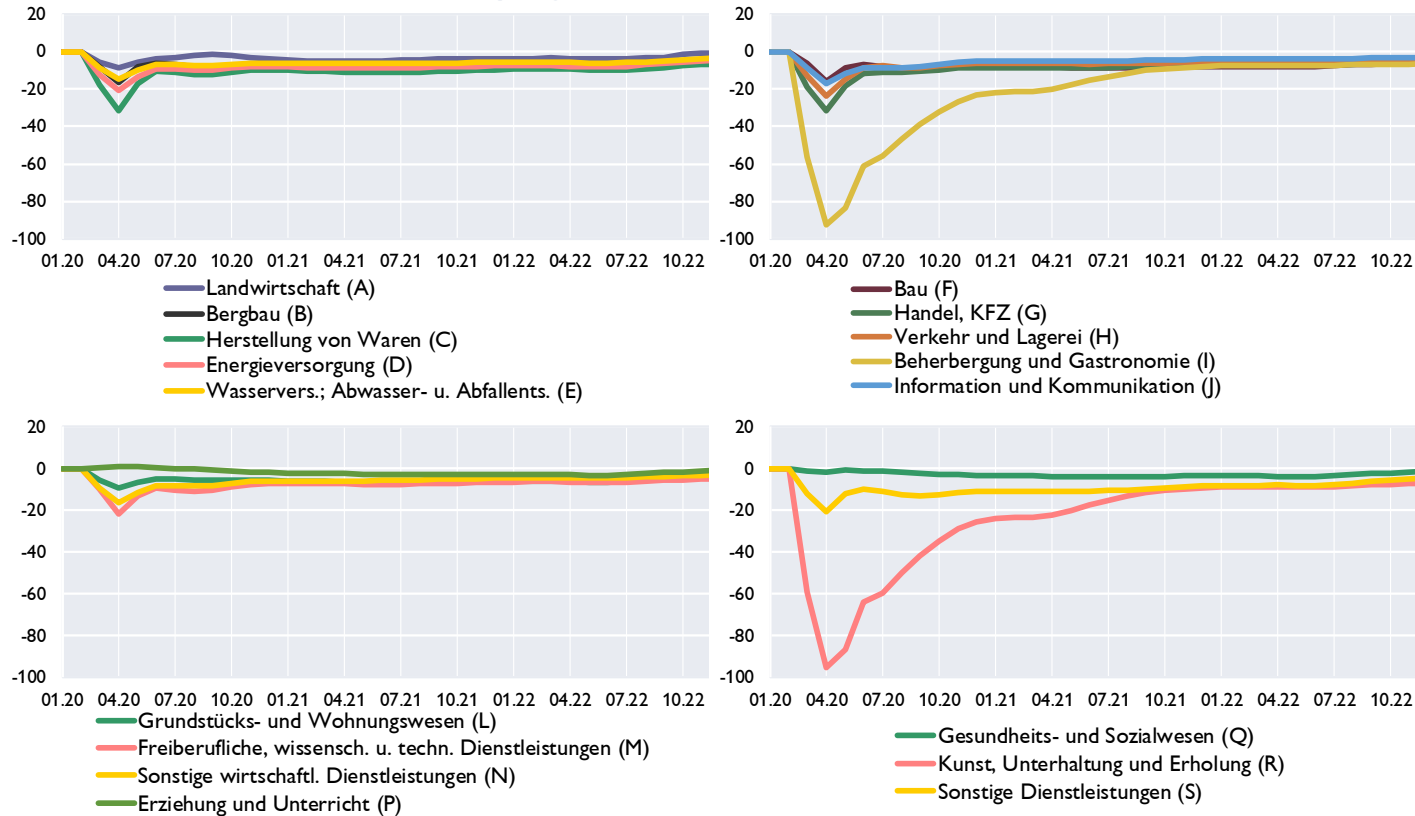 20
0
-20
-40
-60
-80
-100
01.20 04.20 07.20 10.20 01.21 04.21 07.21 10.21 01.22 04.22 07.22 10.22
Landwirtschaft (A)
Bergbau (B)
Herstellung von Waren (C)
Energieversorgung (D)
Wasservers.; Abwasser- u. Abfallents. (E)
20
0
-20
-40
-60
-80
-100
01.20 04.20 07.20 10.20 01.21 04.21 07.21 10.21 01.22 04.22 07.22 10.22
Bau (F)
Handel, KFZ (G)
Verkehr und Lagerei (H)
Beherbergung und Gastronomie (I)
Information und Kommunikation (J)
20
0
-20
-40
-60
-80
-100
01.20 04.20 07.20 10.20 01.21 04.21 07.21 10.21 01.22 04.22 07.22 10.22
Grundstücks- und Wohnungswesen (L)
Freiberufliche, wissensch. u. techn. Dienstleistungen (M)
Sonstige wirtschaftl. Dienstleistungen (N)
Erziehung und Unterricht (P)
20
0
-20
-40
-60
-80
-100
01.20 04.20 07.20 10.20 01.21 04.21 07.21 10.21 01.22 04.22 07.22 10.22
Gesundheits- und Sozialwesen (Q)
Kunst, Unterhaltung und Erholung (R)
Sonstige Dienstleistungen (S)